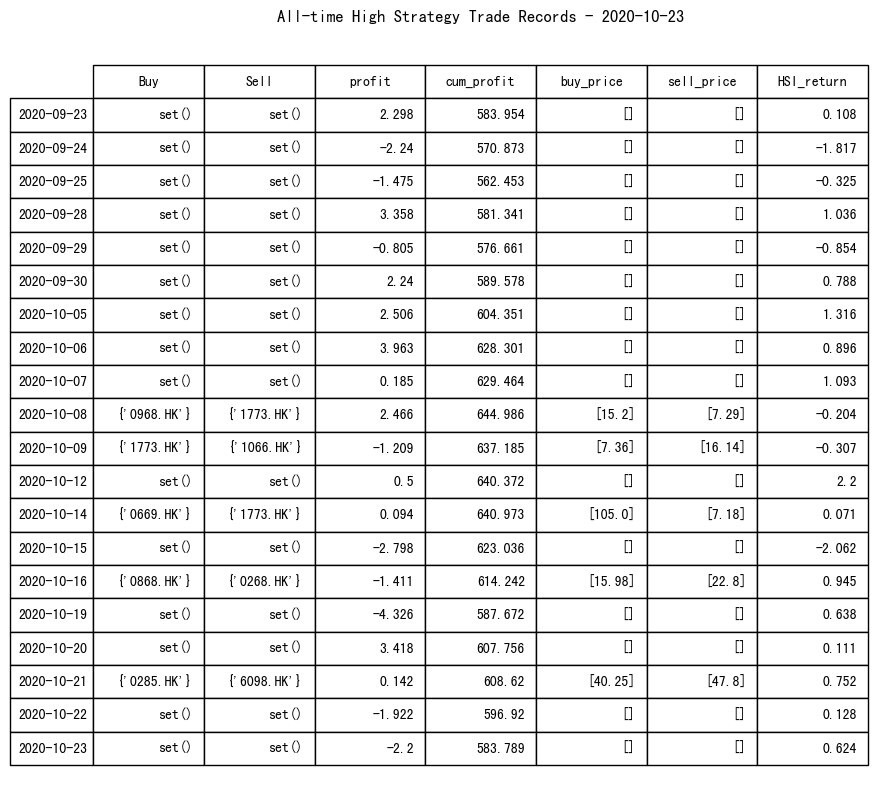 All-time High Strategy Trade Records - 2020-10-23
Buy Sell profit cum_profit buy_price sell_price HSI_return
2020-09-23 set() set() 2.298 583.954 [] [] 0.108
2020-09-24 set() set() -2.24 570.873 [] [] -1.817
2020-09-25 set() set() -1.475 562.453 [] [] -0.325
2020-09-28 set() set() 3.358 581.341 [] [] 1.036
2020-09-29 set() set() -0.805 576.661 [] [] -0.854
2020-09-30 set() set() 2.24 589.578 [] [] 0.788
2020-10-05 set() set() 2.506 604.351 [] [] 1.316
2020-10-06 set() set() 3.963 628.301 [] [] 0.896
2020-10-07 set() set() 0.185 629.464 [] [] 1.093
2020-10-08 {'0968.HK'} {'1773.HK'} 2.466 644.986 [15.2] [7.29] -0.204
2020-10-09 {'1773.HK'} {'1066.HK'} -1.209 637.185 [7.36] [16.14] -0.307
2020-10-12 set() set() 0.5 640.372 [] [] 2.2
2020-10-14 {'0669.HK'} {'1773.HK'} 0.094 640.973 [105.0] [7.18] 0.071
2020-10-15 set() set() -2.798 623.036 [] [] -2.062
2020-10-16 {'0868.HK'} {'0268.HK'} -1.411 614.242 [15.98] [22.8] 0.945
2020-10-19 set() set() -4.326 587.672 [] [] 0.638
2020-10-20 set() set() 3.418 607.756 [] [] 0.111
2020-10-21 {'0285.HK'} {'6098.HK'} 0.142 608.62 [40.25] [47.8] 0.752
2020-10-22 set() set() -1.922 596.92 [] [] 0.128
2020-10-23 set() set() -2.2 583.789 [] [] 0.624